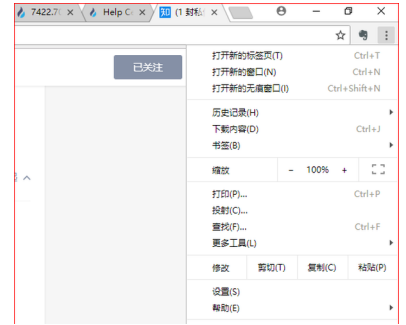 7422.7( × Help C × 知 (1 封私 ×
已关注
打开新的标签页(T) Ctrl+T
打开新的窗口(N) Ctrl+N
打开新的无痕窗口(I) Ctrl+Shift+N
历史记录(H)
下载内容(D) Ctrl+J
书签(B)
缩放 - 100% +
打印(P)... Ctrl+P
投射(C)...
查找(F)... Ctrl+F
更多工具(L)
修改 剪切(T) 复制(C) 粘贴(P)
设置(S)
帮助(E)